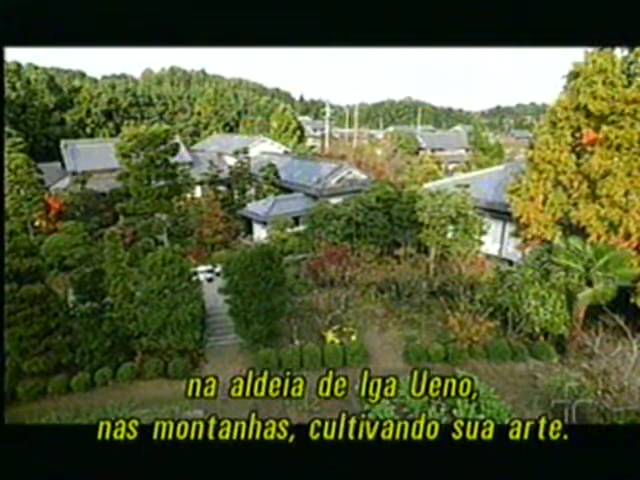 na aldeia de Iga Ueno,
nas montanhas, cultivando sua arte.